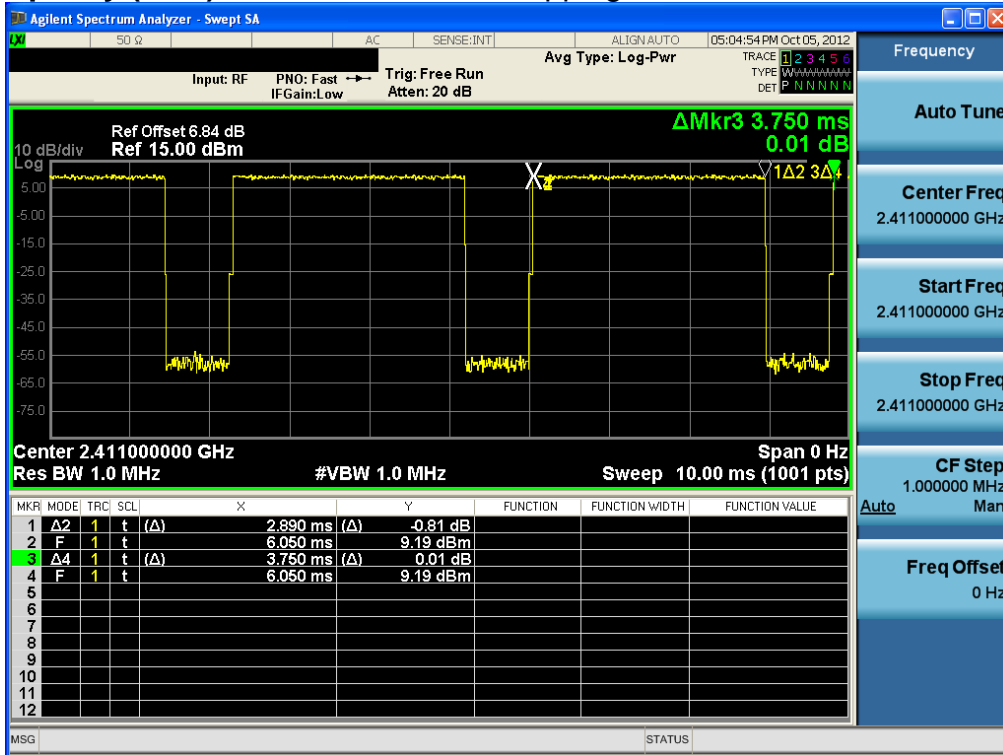 Agilent Spectrum Analyzer - Swept SA
LXI 50 Ω AC SENSE:INT ALIGN AUTO 05:04:54 PM Oct 05, 2012
Input: RF PNO: Fast Trig: Free Run Avg Type: Log-Pwr TRACE 1 2 3 4 5 6
IFGain:Low Atten: 20 dB TYPE WWWWWW
DET P N N N N N
Frequency
Auto Tune
Center Freq
2.411000000 GHz
Start Freq
2.411000000 GHz
Stop Freq
2.411000000 GHz
CF Step
1.000000 MHz
Auto Man
Freq Offset
0 Hz
ΔMkr3 3.750 ms
0.01 dB
Ref Offset 6.84 dB
10 dB/div Ref 15.00 dBm
Log
X 4 1Δ2 3Δ4
5.00
-5.00
-15.0
-25.0
-35.0
-45.0
-55.0
-65.0
-75.0
Center 2.411000000 GHz Span 0 Hz
Res BW 1.0 MHz #VBW 1.0 MHz Sweep 10.00 ms (1001 pts)
MKR MODE TRC SCL X Y FUNCTION FUNCTION WIDTH FUNCTION VALUE
1 Δ2 1 t (Δ) 2.890 ms (Δ) -0.81 dB
2 F 1 t 6.050 ms 9.19 dBm
3 Δ4 1 t (Δ) 3.750 ms (Δ) 0.01 dB
4 F 1 t 6.050 ms 9.19 dBm
5
6
7
8
9
10
11
12
MSG STATUS